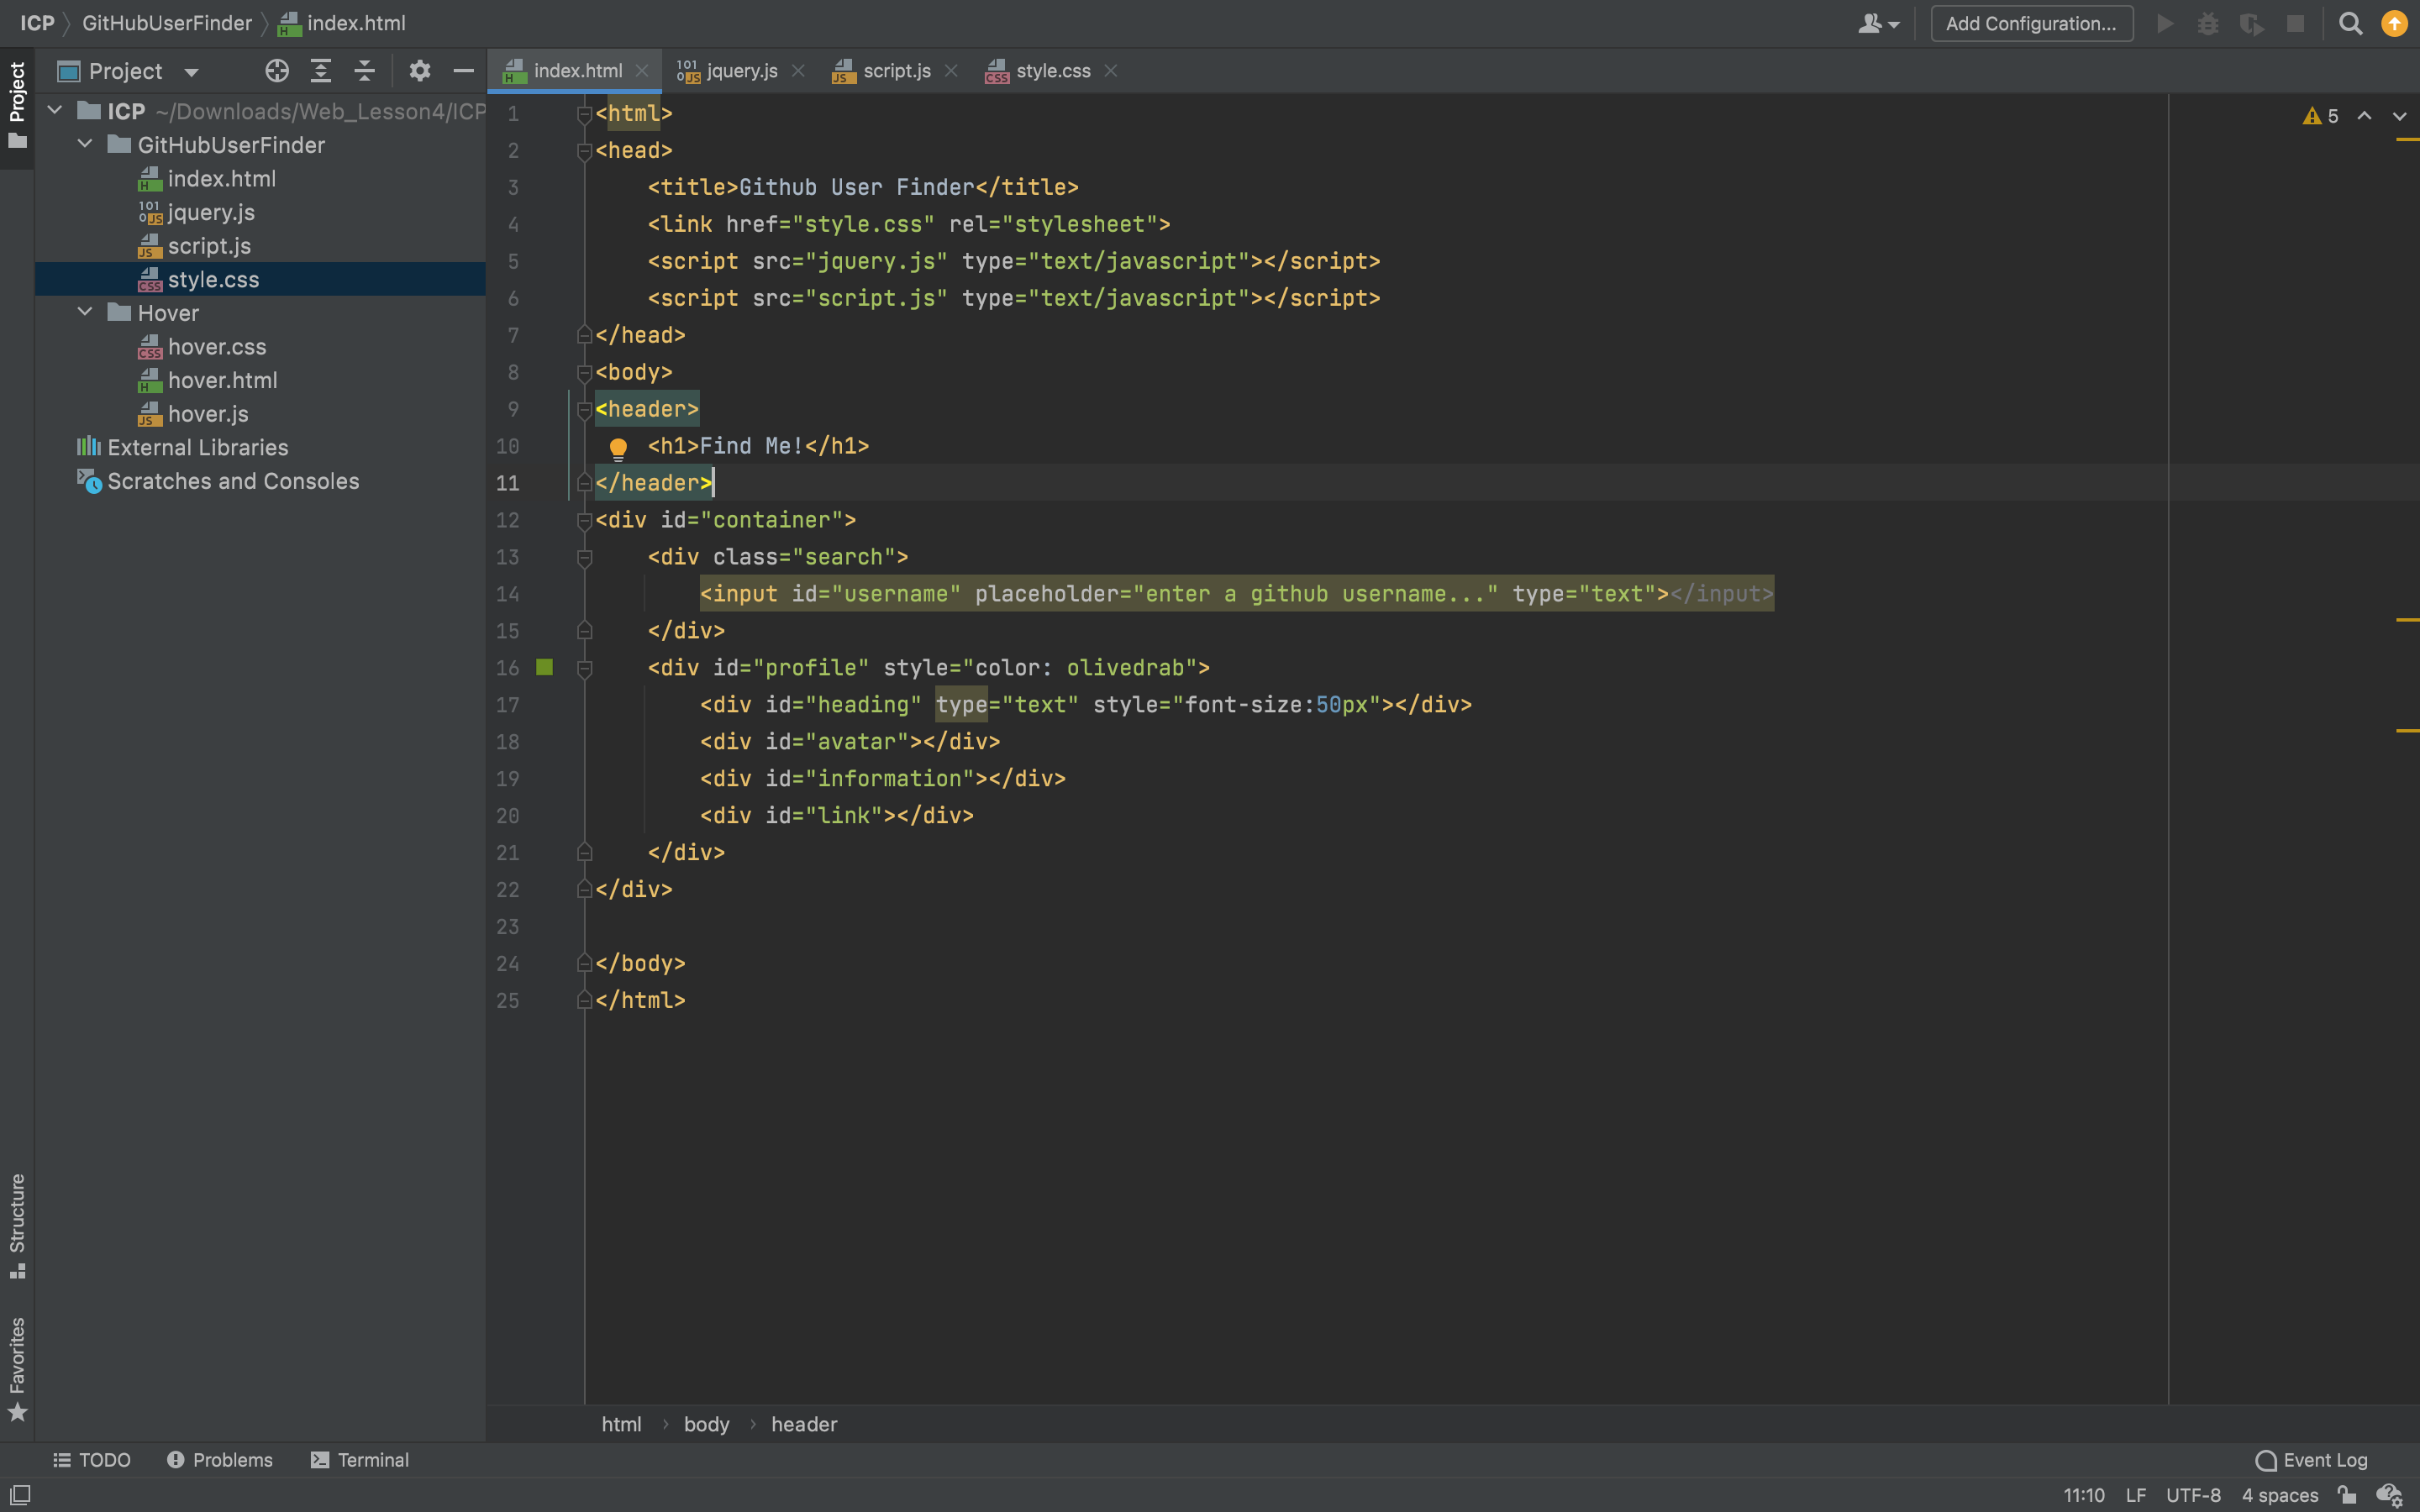 ICP GitHubUserFinder index.html
Add Configuration...
Project
Project
index.html
jquery.js
script.js
style.css
ICP ~/Downloads/Web_Lesson4/ICP
GitHubUserFinder
index.html
jquery.js
script.js
style.css
Hover
hover.css
hover.html
hover.js
External Libraries
Scratches and Consoles
5
1 <html>
2 <head>
3 <title>Github User Finder</title>
4 <link href="style.css" rel="stylesheet">
5 <script src="jquery.js" type="text/javascript"></script>
6 <script src="script.js" type="text/javascript"></script>
7 </head>
8 <body>
9 <header>
10 <h1>Find Me!</h1>
11 </header>
12 <div id="container">
13 <div class="search">
14 <input id="username" placeholder="enter a github username..." type="text"></input>
15 </div>
16 <div id="profile" style="color: olivedrab">
17 <div id="heading" type="text" style="font-size:50px"></div>
18 <div id="avatar"></div>
19 <div id="information"></div>
20 <div id="link"></div>
21 </div>
22 </div>
23
24 </body>
25 </html>
Structure
Favorites
html body header
TODO Problems Terminal
Event Log
11:10 LF UTF-8 4 spaces